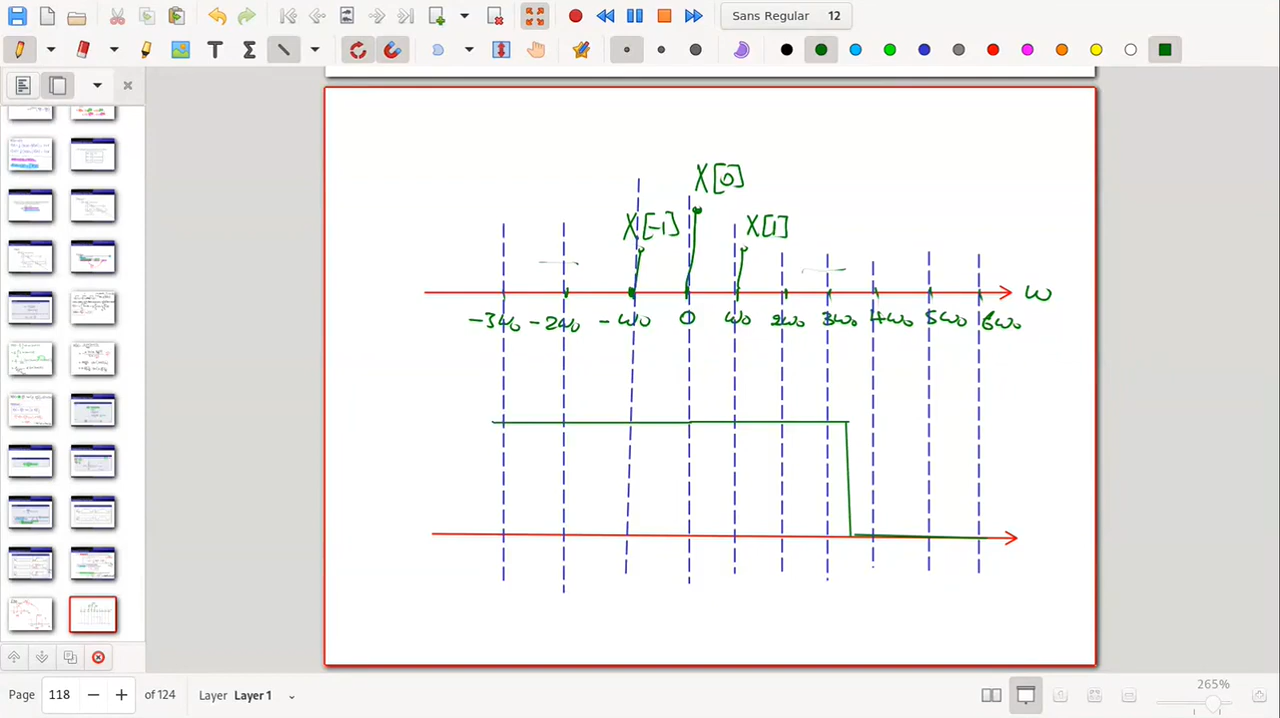 Sans Regular 12
X[0]
X[-1] X[1]
ω
-3ω₀ -2ω₀ -ω₀ 0 ω₀ 2ω₀ 3ω₀ 4ω₀ 5ω₀ 6ω₀
Page 118 of 124 Layer Layer 1 265%